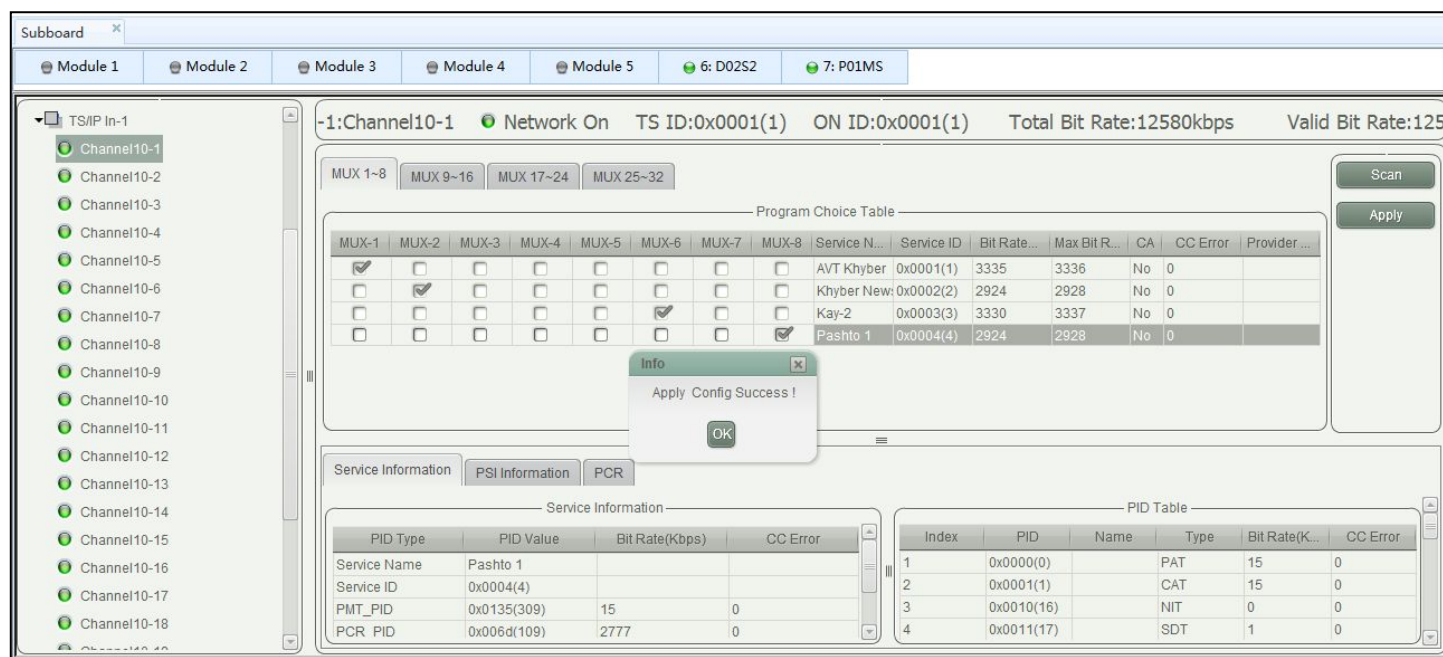 Subboard
Module 1 Module 2 Module 3 Module 4 Module 5 6: D02S2 7: P01MS
TS/IP In-1
Channel10-1
Channel10-2
Channel10-3
Channel10-4
Channel10-5
Channel10-6
Channel10-7
Channel10-8
Channel10-9
Channel10-10
Channel10-11
Channel10-12
Channel10-13
Channel10-14
Channel10-15
Channel10-16
Channel10-17
Channel10-18
-1:Channel10-1 Network On TS ID:0x0001(1) ON ID:0x0001(1) Total Bit Rate:12580kbps Valid Bit Rate:125
MUX 1~8 MUX 9~16 MUX 17~24 MUX 25~32
Program Choice Table
MUX-1 MUX-2 MUX-3 MUX-4 MUX-5 MUX-6 MUX-7 MUX-8 Service N... Service ID Bit Rate... Max Bit R... CA CC Error Provider ...
AVT Khyber 0x0001(1) 3335 3336 No 0
Khyber New 0x0002(2) 2924 2928 No 0
Kay-2 0x0003(3) 3330 3337 No 0
Pashto 1 0x0004(4) 2924 2928 No 0
Scan
Apply
Info
Apply Config Success !
OK
Service Information PSI Information PCR
Service Information
PID Type PID Value Bit Rate(Kbps) CC Error
Service Name Pashto 1
Service ID 0x0004(4)
PMT_PID 0x0135(309) 15 0
PCR_PID 0x006d(109) 2777 0
PID Table
Index PID Name Type Bit Rate(K... CC Error
1 0x0000(0) PAT 15 0
2 0x0001(1) CAT 15 0
3 0x0010(16) NIT 0 0
4 0x0011(17) SDT 1 0